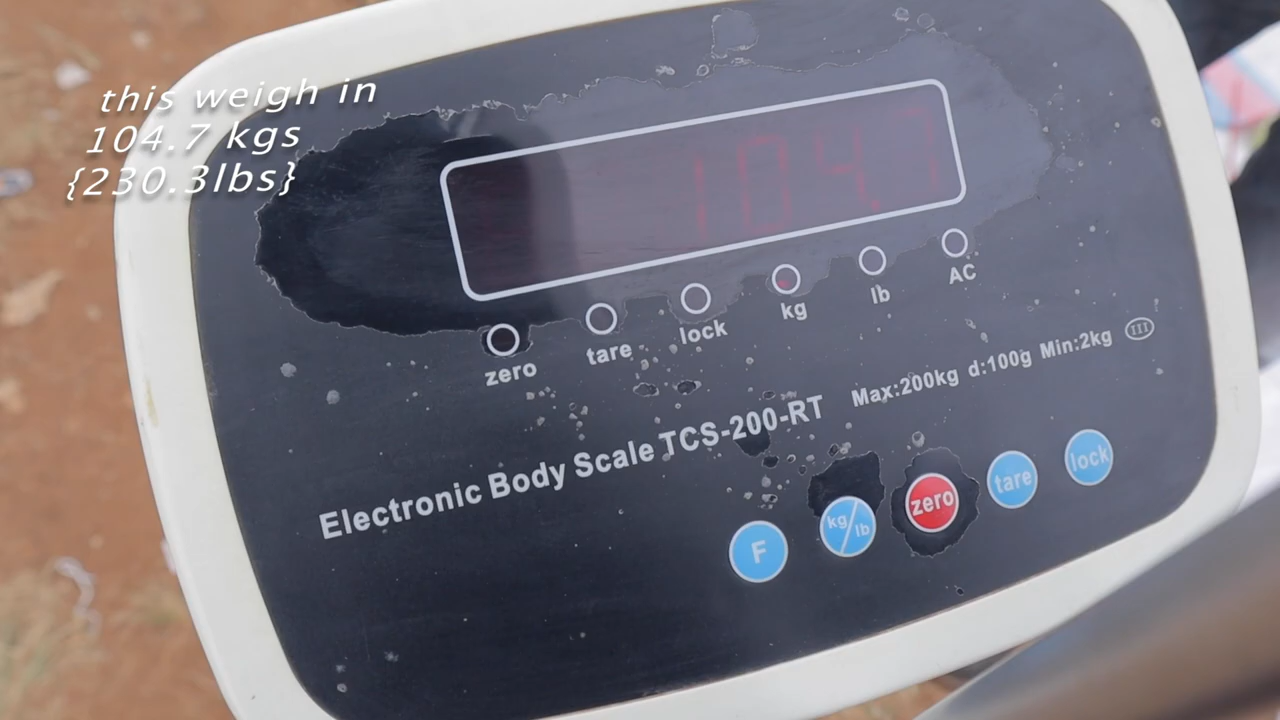 this weigh in
104.7 kgs
{230.3lbs}
104.7
zero tare lock kg lb AC
Electronic Body Scale TCS-200-RT Max:200kg d:100g Min:2kg III
F kg/lb zero tare lock